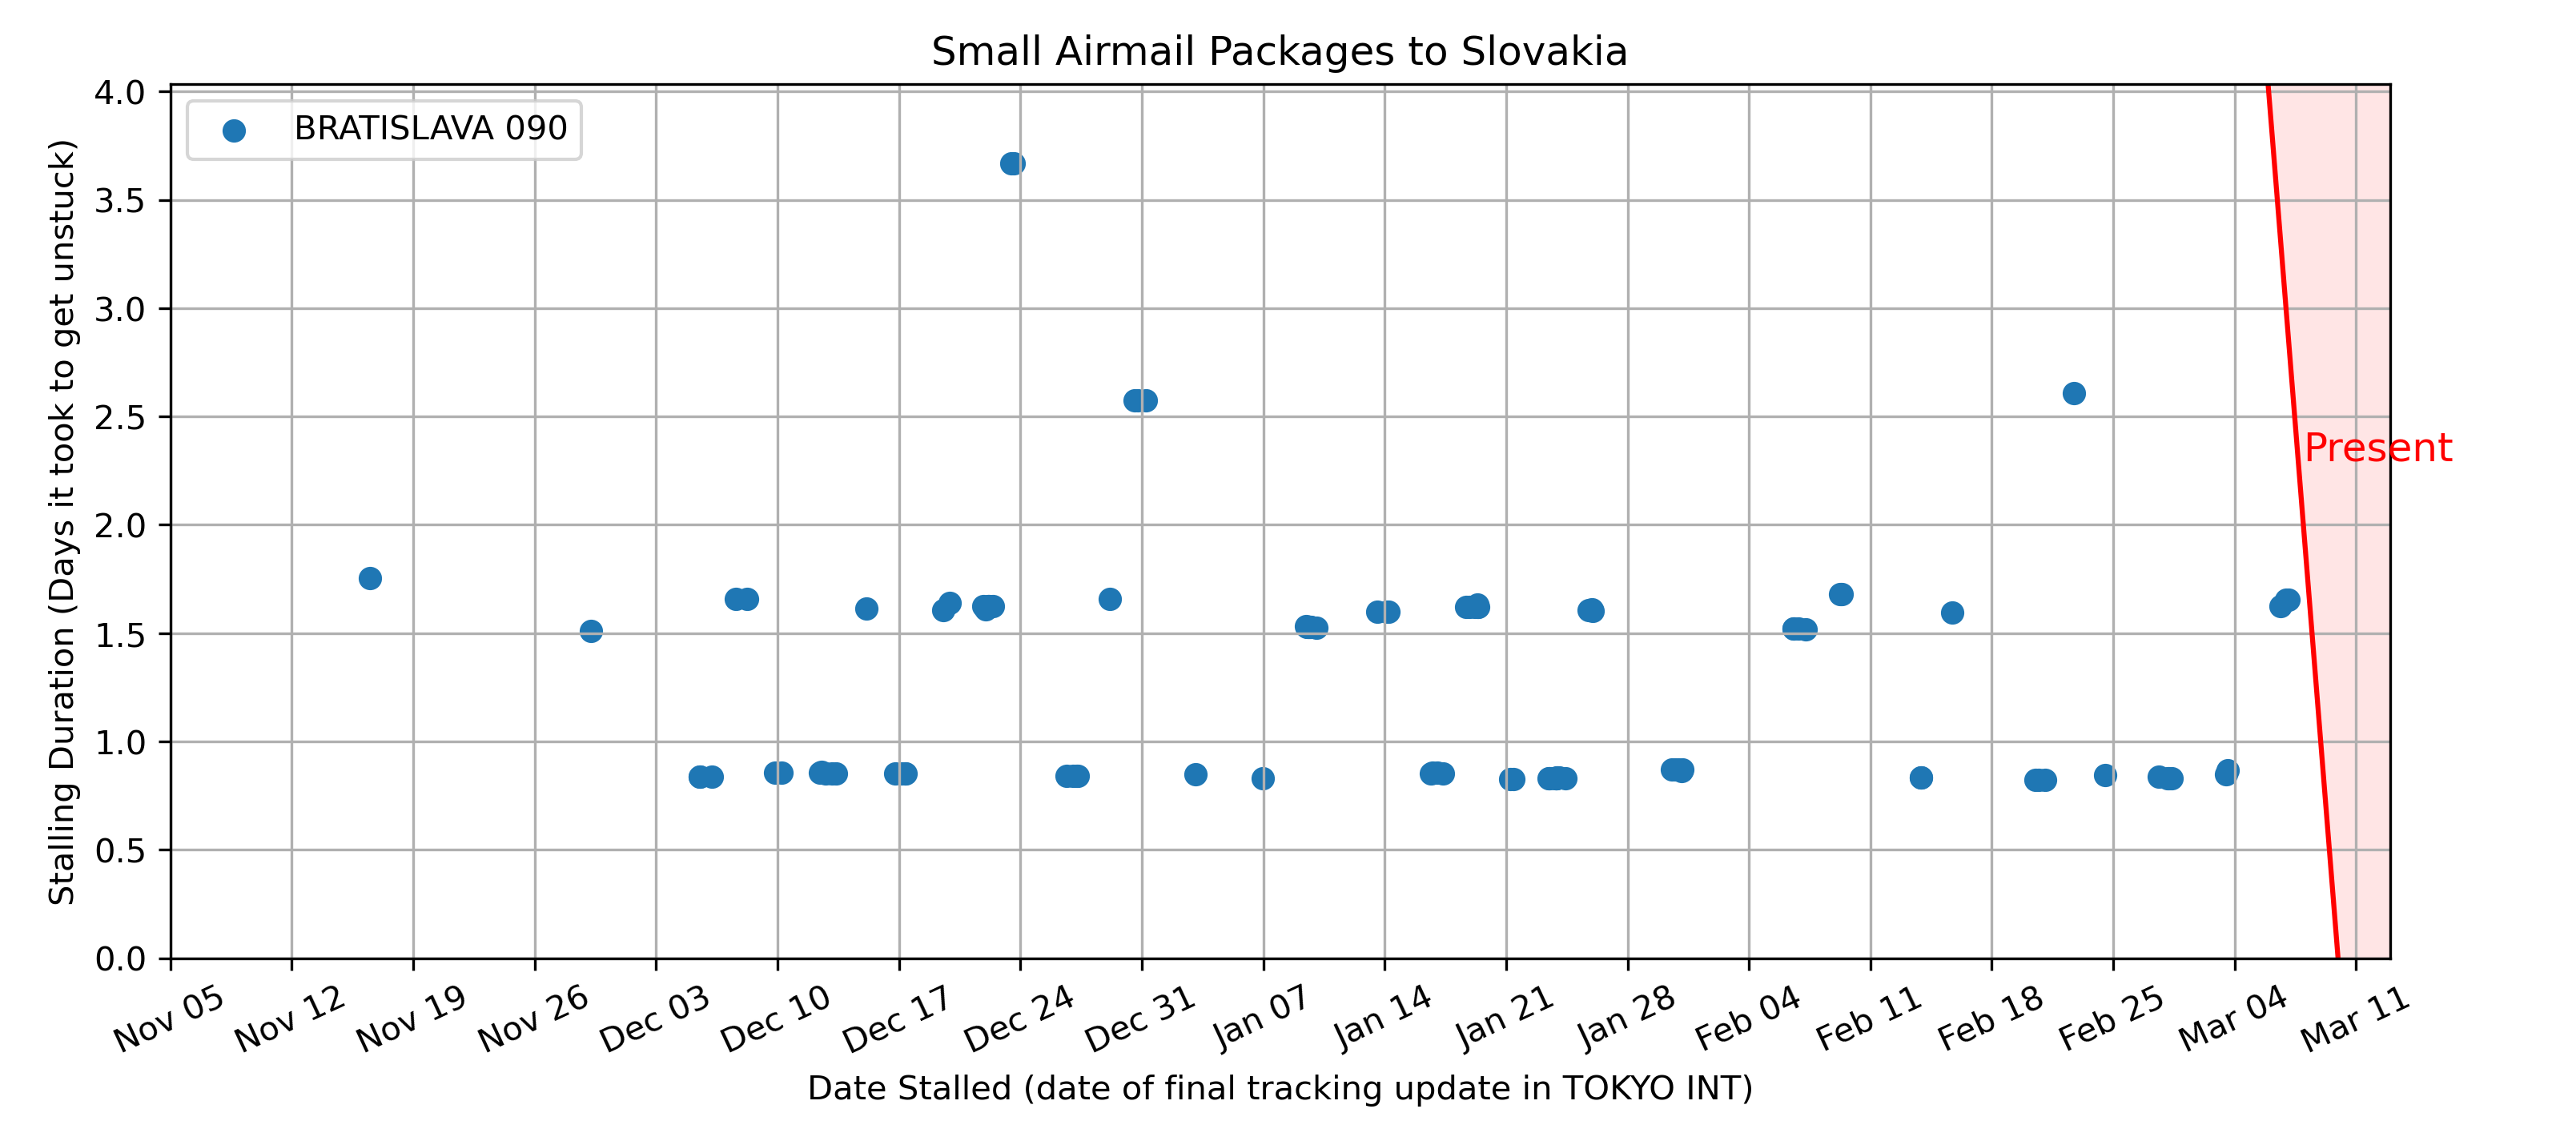 Small Airmail Packages to Slovakia
BRATISLAVA 090
Stalling Duration (Days it took to get unstuck)
4.0
3.5
3.0
2.5
2.0
1.5
1.0
0.5
0.0
Present
Nov 05 Nov 12 Nov 19 Nov 26 Dec 03 Dec 10 Dec 17 Dec 24 Dec 31 Jan 07 Jan 14 Jan 21 Jan 28 Feb 04 Feb 11 Feb 18 Feb 25 Mar 04 Mar 11
Date Stalled (date of final tracking update in TOKYO INT)